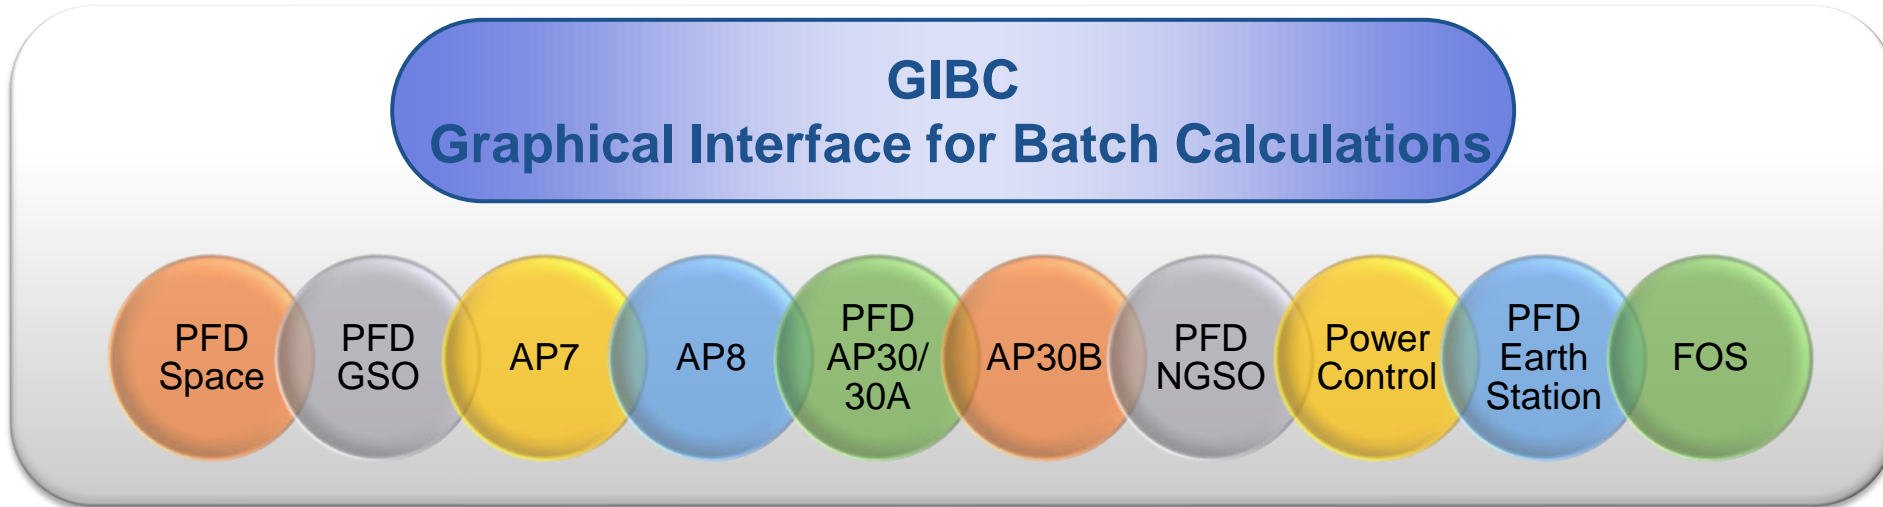 GIBC
Graphical Interface for Batch Calculations
PFD
Space
PFD
GSO
AP7
AP8
PFD
AP30/
30A
AP30B
PFD
NGSO
Power
Control
PFD
Earth
Station
FOS